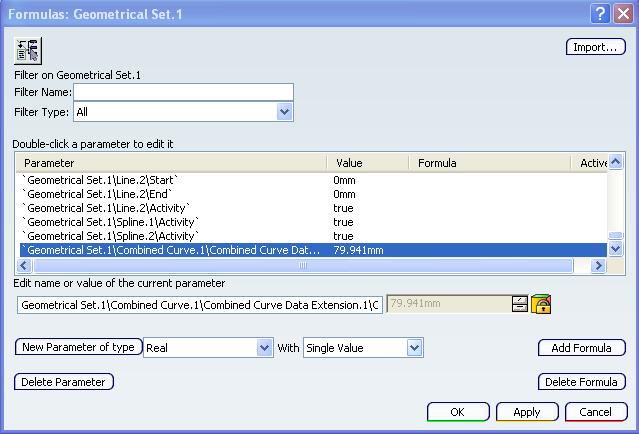 Formulas: Geometrical Set.1
Import...
Filter on Geometrical Set.1
Filter Name:
Filter Type: All
Double-click a parameter to edit it
Parameter Value Formula Active
`Geometrical Set.1\Line.2\Start` 0mm
`Geometrical Set.1\Line.2\End` 0mm
`Geometrical Set.1\Line.2\Activity` true
`Geometrical Set.1\Spline.1\Activity` true
`Geometrical Set.1\Spline.2\Activity` true
`Geometrical Set.1\Combined Curve.1\Combined Curve Dat... 79.941mm
Edit name or value of the current parameter
Geometrical Set.1\Combined Curve.1\Combined Curve Data Extension.1\C 79.941mm
New Parameter of type Real With Single Value Add Formula
Delete Parameter Delete Formula
OK Apply Cancel